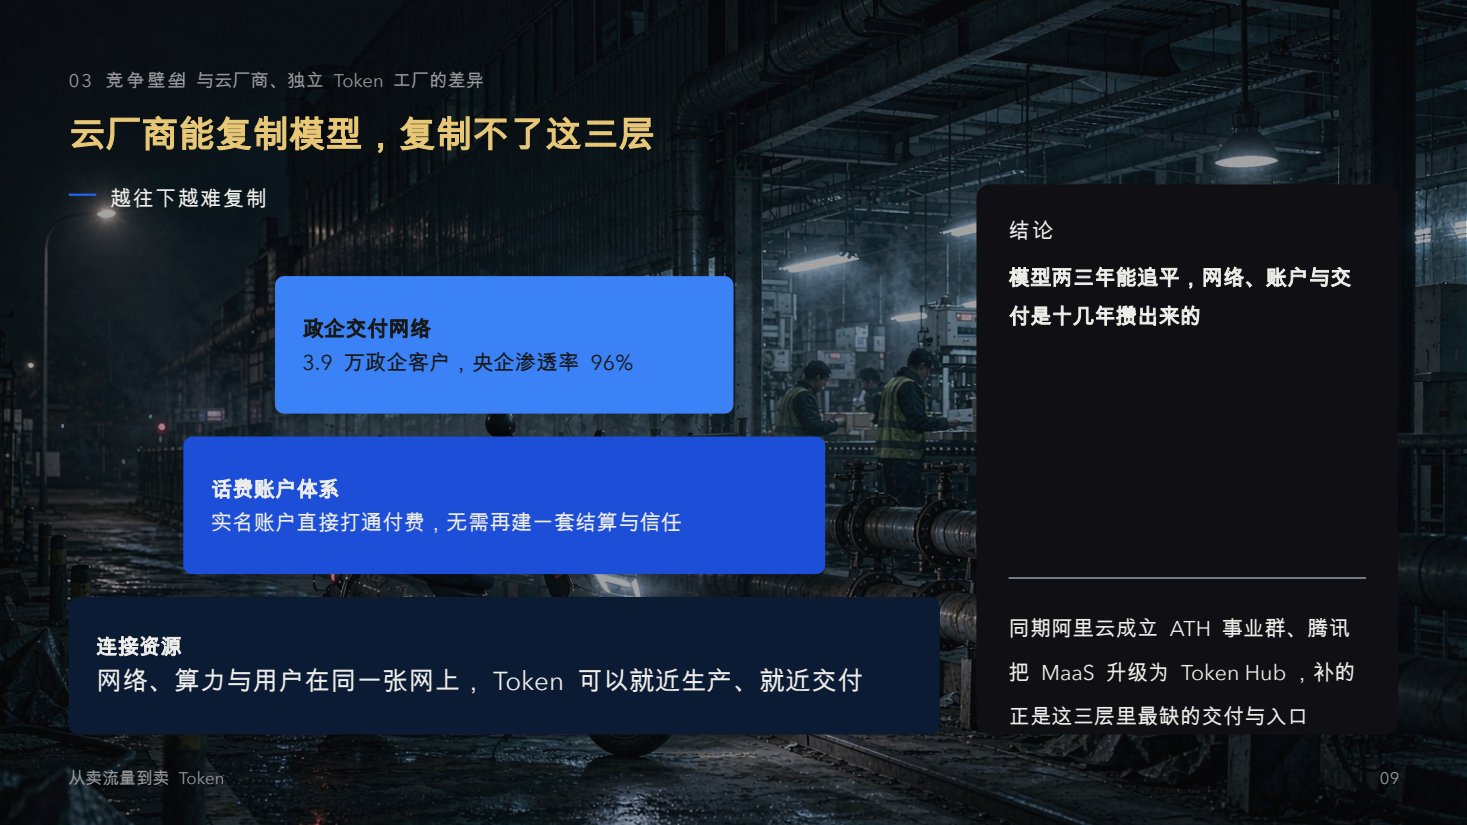 03 竞争壁垒 与云厂商、独立 Token 工厂的差异
云厂商能复制模型，复制不了这三层
越往下越难复制
政企交付网络
3.9 万政企客户，央企渗透率 96%
话费账户体系
实名账户直接打通付费，无需再建一套结算与信任
连接资源
网络、算力与用户在同一张网上， Token 可以就近生产、就近交付
结论
模型两三年能追平，网络、账户与交
付是十几年攒出来的
同期阿里云成立 ATH 事业群、腾讯
把 MaaS 升级为 Token Hub ，补的
正是这三层里最缺的交付与入口
从卖流量到卖 Token
09